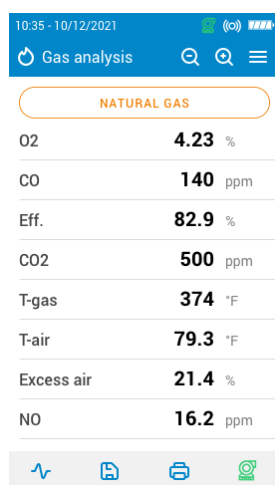 10:35 - 10/12/2021
Gas analysis
NATURAL GAS
O2 4.23 %
CO 140 ppm
Eff. 82.9 %
CO2 500 ppm
T-gas 374 °F
T-air 79.3 °F
Excess air 21.4 %
NO 16.2 ppm